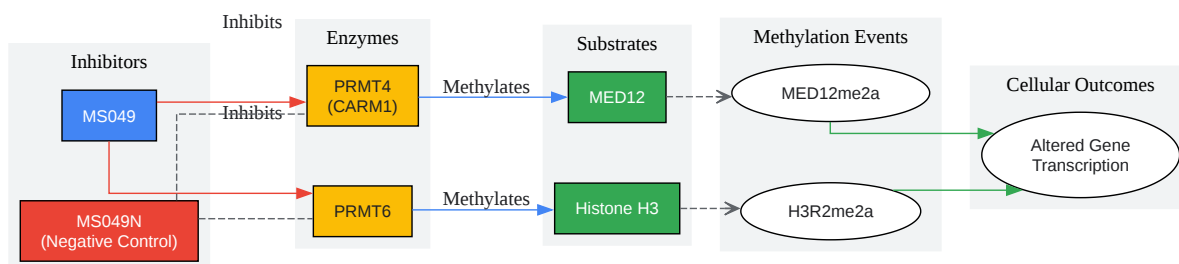 Inhibits
Inhibitors
Enzymes
Substrates
Methylation Events
Cellular Outcomes
MS049
Inhibits
PRMT4
(CARM1)
Methylates
MED12
MED12me2a
Altered Gene
Transcription
MS049N
(Negative Control)
PRMT6
Methylates
Histone H3
H3R2me2a